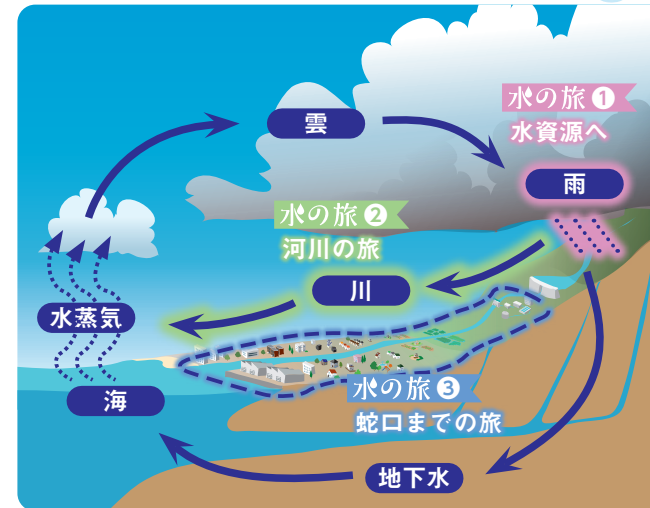 水の旅❶
水資源へ
雲
雨
水の旅❷
河川の旅
川
水蒸気
水の旅❸
海
蛇口までの旅
地下水